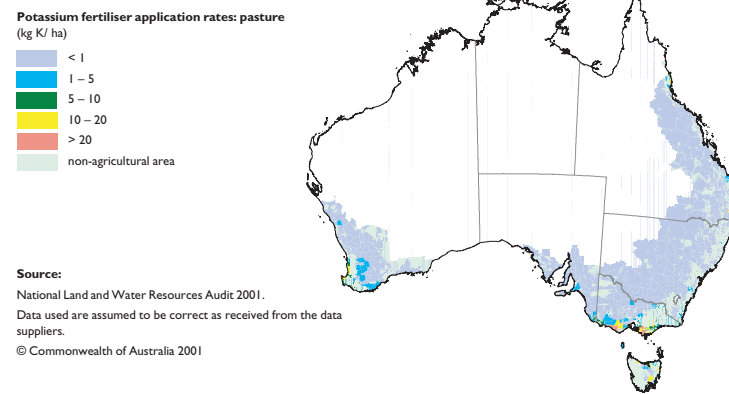 Potassium fertiliser application rates: pasture
(kg K/ ha)
< 1
1 – 5
5 – 10
10 – 20
> 20
non-agricultural area
Source:
National Land and Water Resources Audit 2001.
Data used are assumed to be correct as received from the data
suppliers.
© Commonwealth of Australia 2001